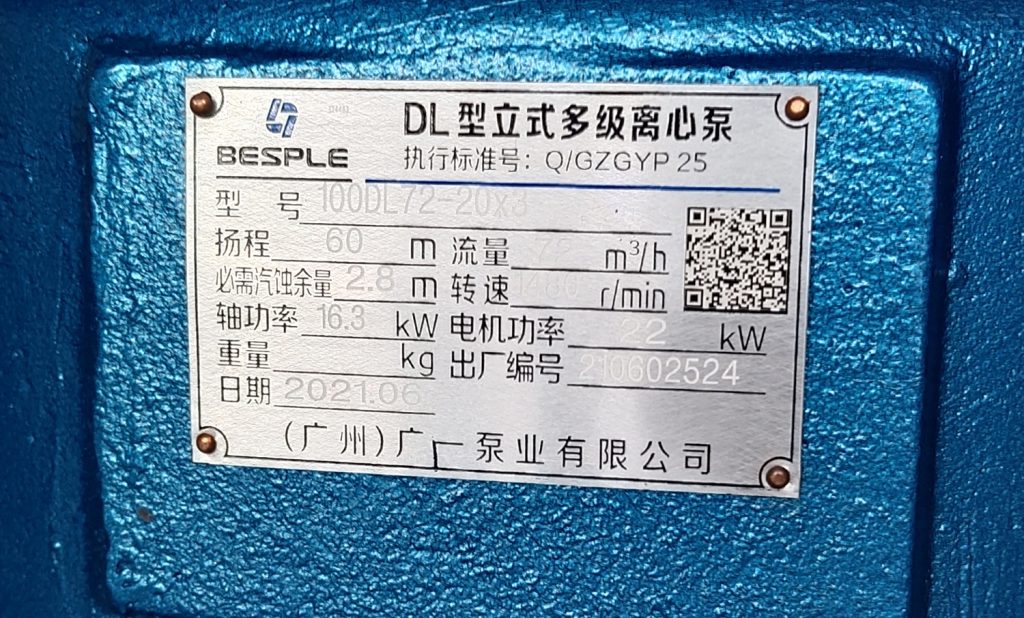 BESPLE
DL型立式多级离心泵
执行标准号：Q/GZGYP 25
型 号 100DL72-20x3
扬程 60 m 流量 72 m³/h
必需汽蚀余量 2.8 m 转速 1480 r/min
轴功率 16.3 kW 电机功率 22 kW
重量 kg 出厂编号 210602524
日期 2021.06
（广州）广一泵业有限公司